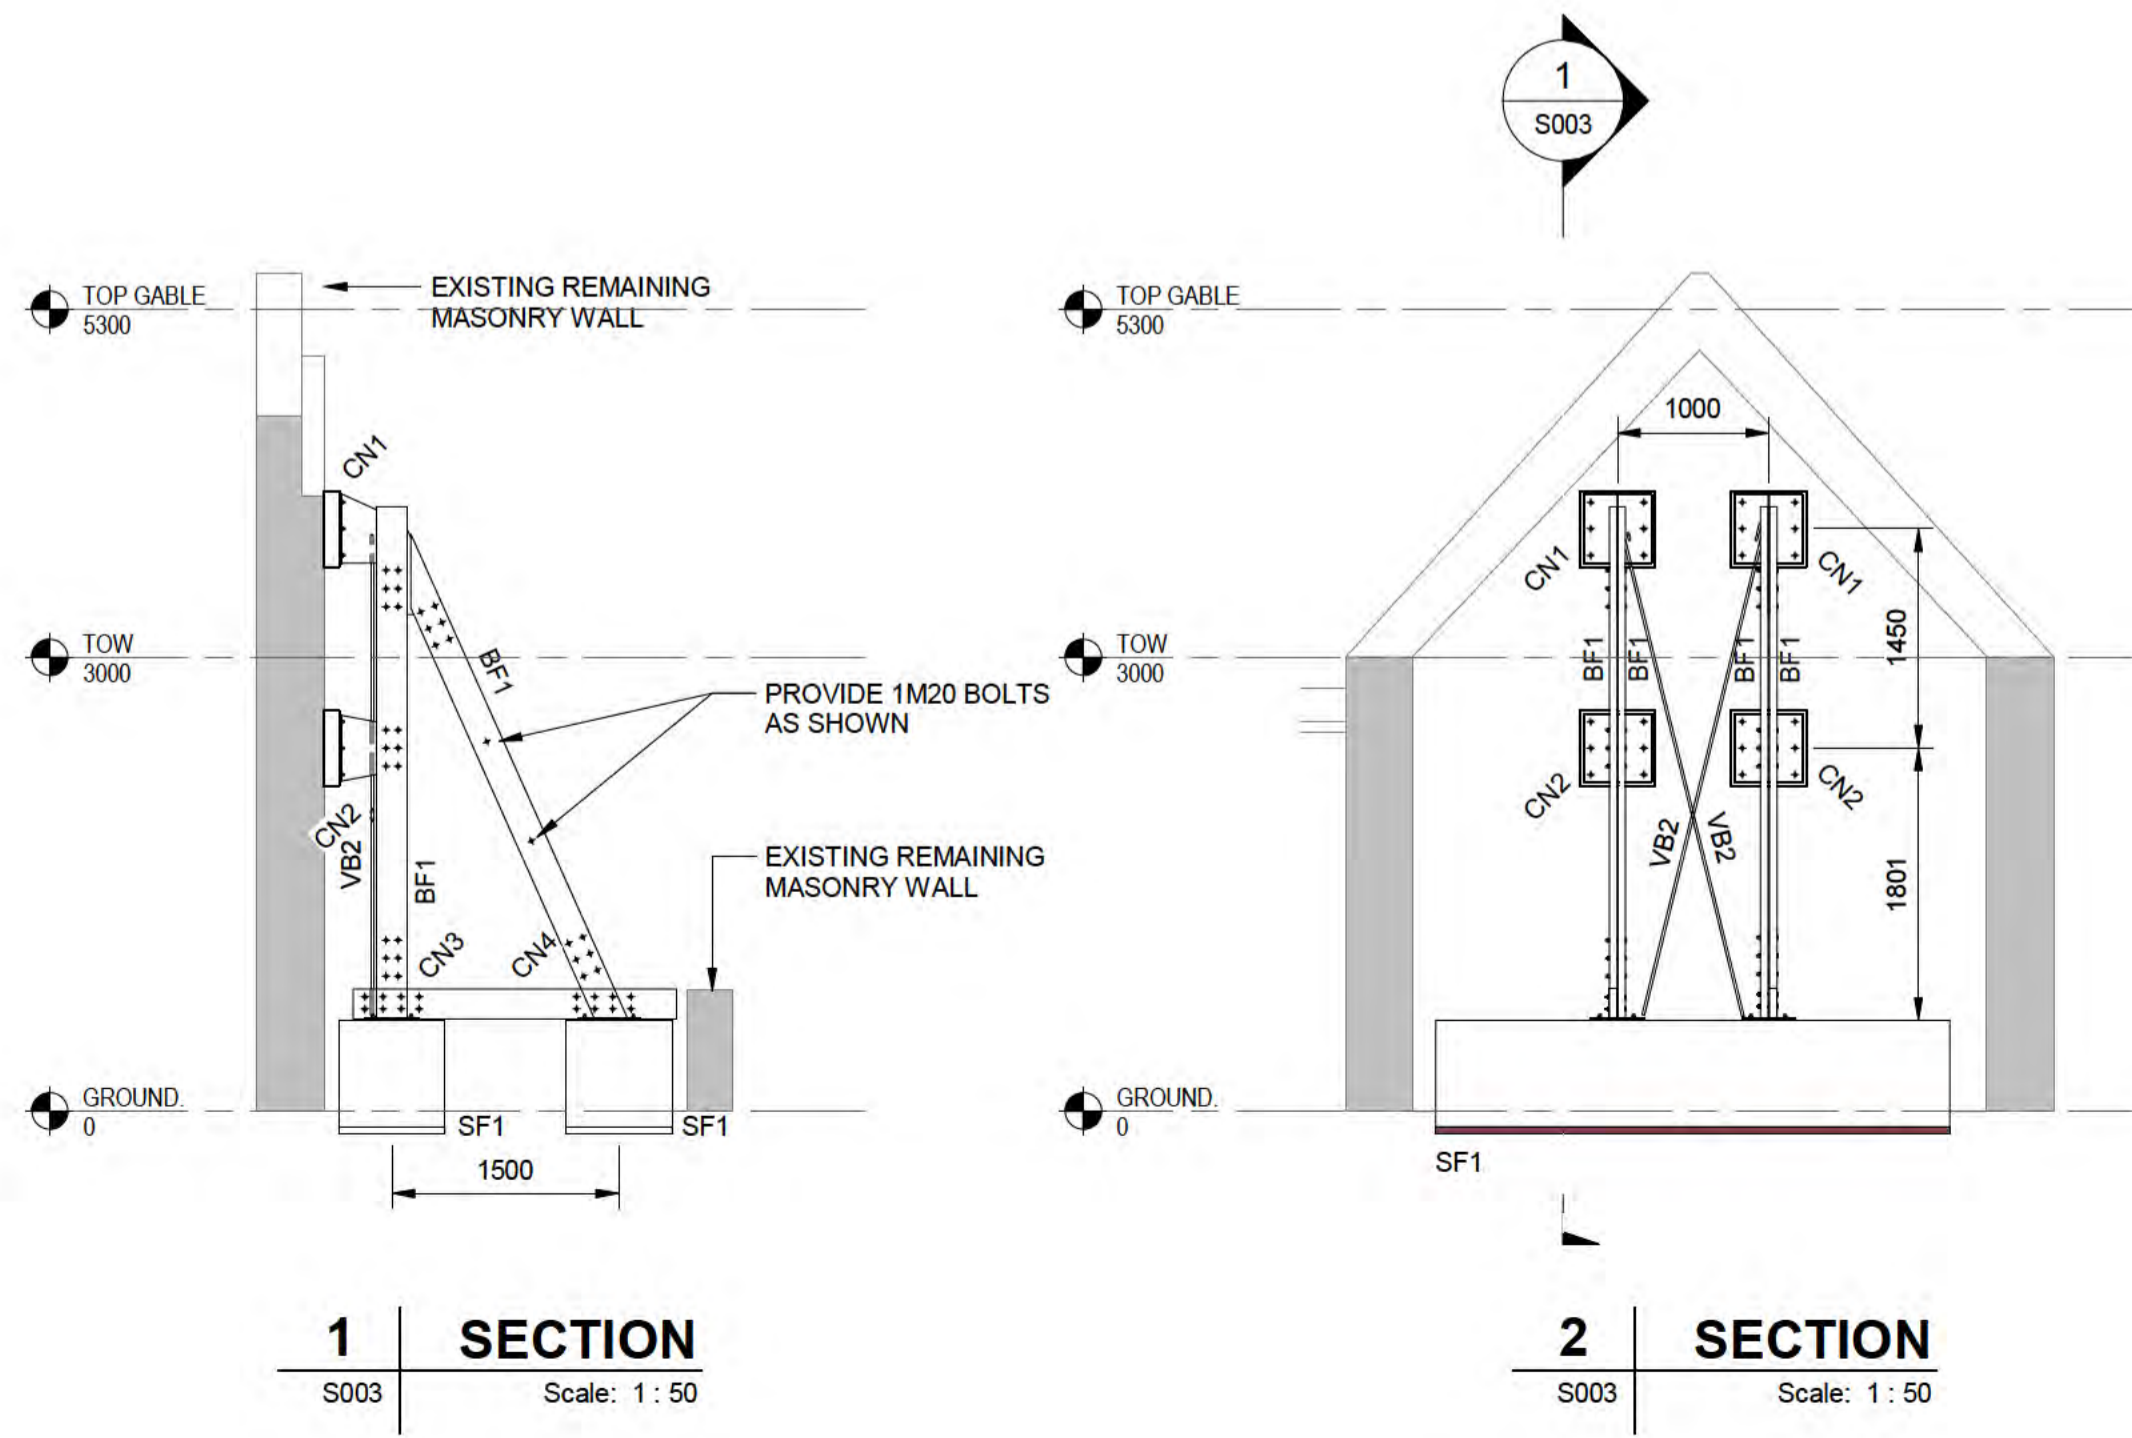 1
S003
TOP GABLE
5300
EXISTING REMAINING
MASONRY WALL
CN1
TOW
3000
BF1
PROVIDE 1M20 BOLTS
AS SHOWN
CN2
VB2
BF1
EXISTING REMAINING
MASONRY WALL
CN3
CN4
GROUND.
0
SF1
SF1
1500
1 SECTION
S003 Scale: 1 : 50
TOP GABLE
5300
1000
CN1
CN1
1450
TOW
3000
BF1
BF1
BF1
BF1
CN2
CN2
VB2
VB2
1801
GROUND.
0
SF1
2 SECTION
S003 Scale: 1 : 50